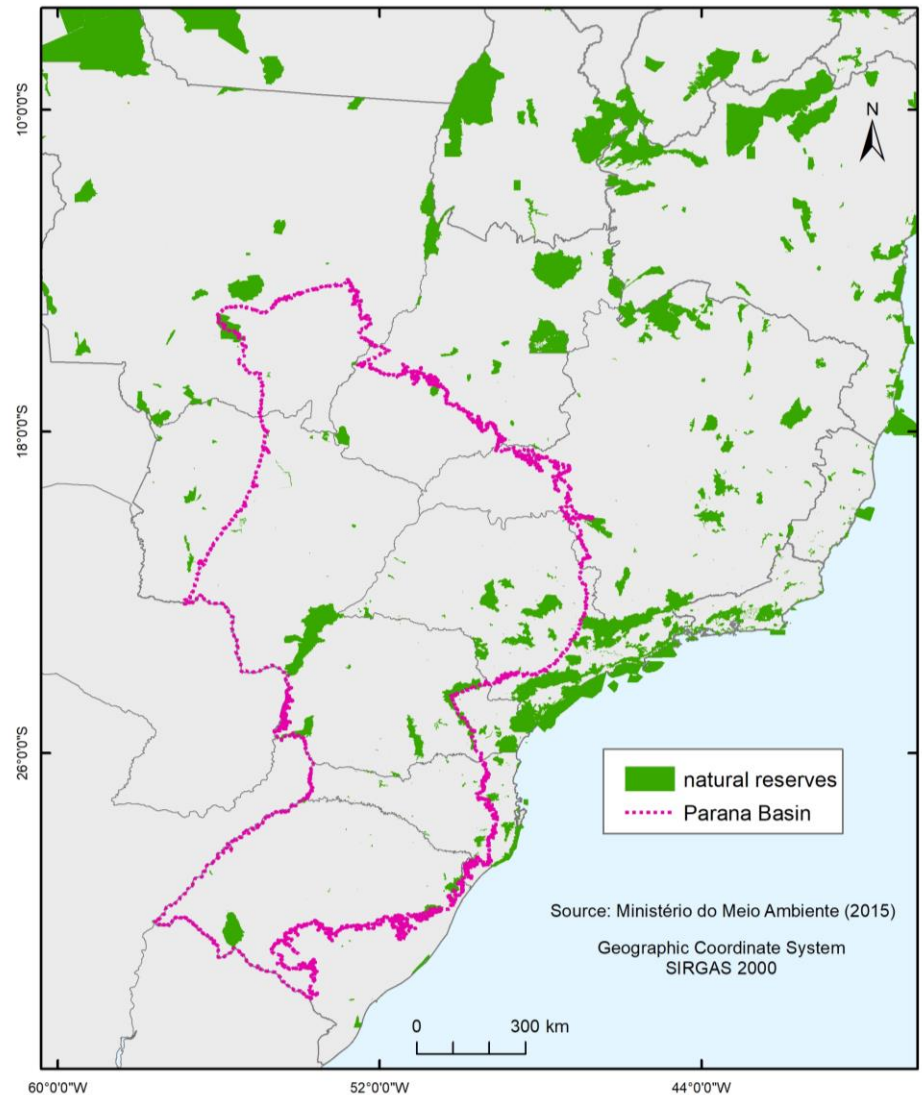 10°0'0"S
18°0'0"S
26°0'0"S
N
natural reserves
Parana Basin
Source: Ministério do Meio Ambiente (2015)
Geographic Coordinate System
SIRGAS 2000
0 300 km
60°0'0"W 52°0'0"W 44°0'0"W